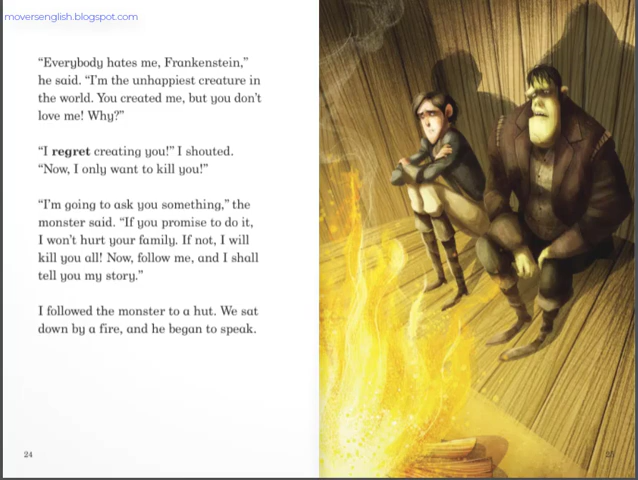 moversenglish.blogspot.com
“Everybody hates me, Frankenstein,”
he said. “I’m the unhappiest creature in
the world. You created me, but you don’t
love me! Why?”
“I regret creating you!” I shouted.
“Now, I only want to kill you!”
“I’m going to ask you something,” the
monster said. “If you promise to do it,
I won’t hurt your family. If not, I will
kill you all! Now, follow me, and I shall
tell you my story.”
I followed the monster to a hut. We sat
down by a fire, and he began to speak.
24
25